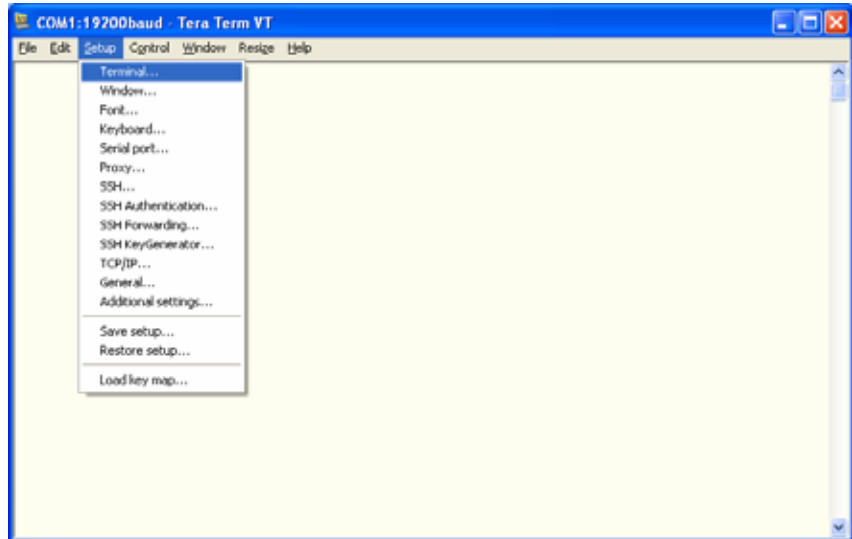 COM1:19200baud - Tera Term VT
File Edit Setup Control Window Resize Help
Terminal...
Window...
Font...
Keyboard...
Serial port...
Proxy...
SSH...
SSH Authentication...
SSH Forwarding...
SSH KeyGenerator...
TCP/IP...
General...
Additional settings...
Save setup...
Restore setup...
Load key map...